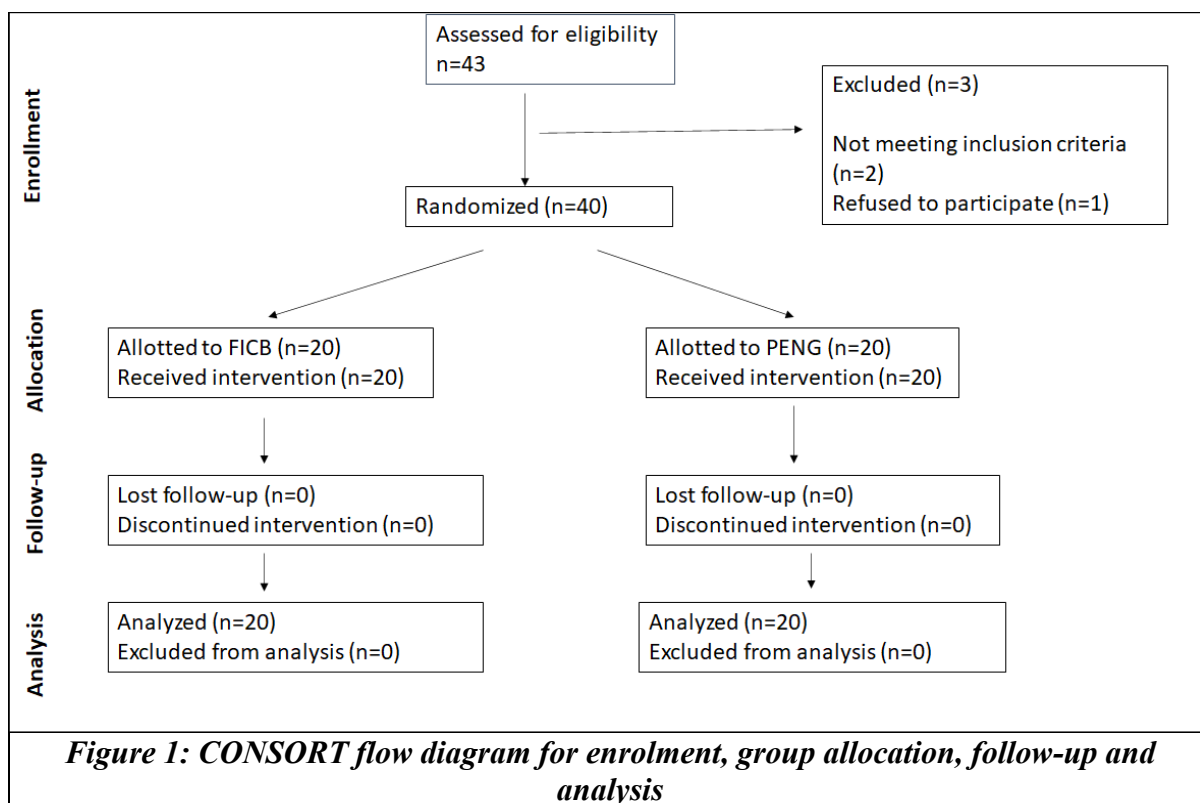 Assessed for eligibility
n=43
Enrollment
Excluded (n=3)
Not meeting inclusion criteria
(n=2)
Refused to participate (n=1)
Randomized (n=40)
Allocation
Allotted to FICB (n=20)
Received intervention (n=20)
Allotted to PENG (n=20)
Received intervention (n=20)
Follow-up
Lost follow-up (n=0)
Discontinued intervention (n=0)
Lost follow-up (n=0)
Discontinued intervention (n=0)
Analysis
Analyzed (n=20)
Excluded from analysis (n=0)
Analyzed (n=20)
Excluded from analysis (n=0)
Figure 1: CONSORT flow diagram for enrolment, group allocation, follow-up and
analysis